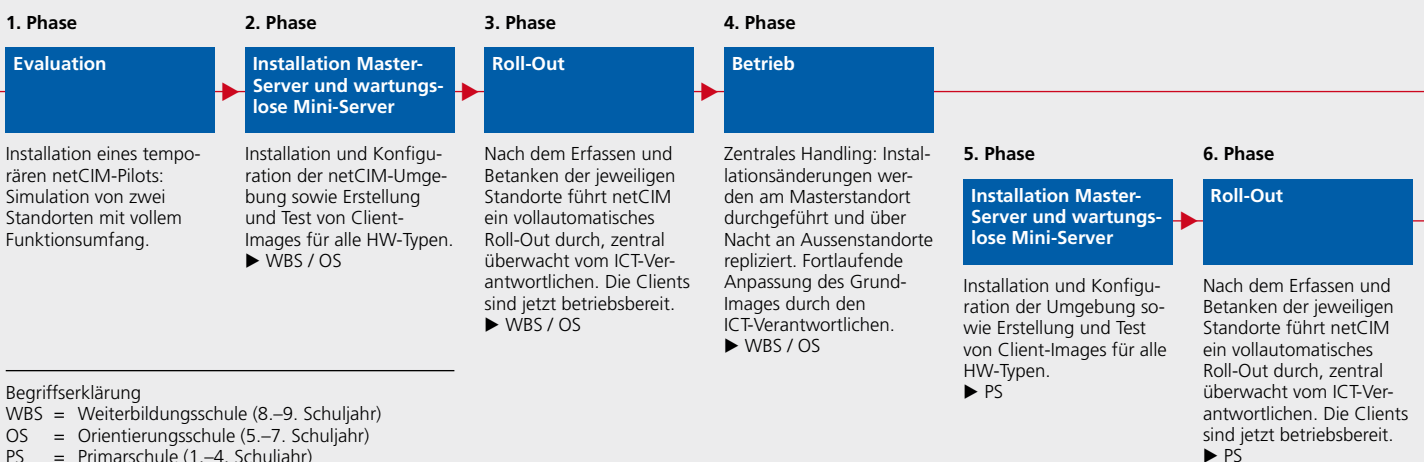 1. Phase
Evaluation
Installation eines tempo-
rären netCIM-Pilots:
Simulation von zwei
Standorten mit vollem
Funktionsumfang.
2. Phase
Installation Master-
Server und wartungs-
lose Mini-Server
Installation und Konfigu-
ration der netCIM-Umge-
bung sowie Erstellung
und Test von Client-
Images für alle HW-Typen.
▶ WBS / OS
3. Phase
Roll-Out
Nach dem Erfassen und
Betanken der jeweiligen
Standorte führt netCIM
ein vollautomatisches
Roll-Out durch, zentral
überwacht vom ICT-Ver-
antwortlichen. Die Clients
sind jetzt betriebsbereit.
▶ WBS / OS
4. Phase
Betrieb
Zentrales Handling: Instal-
lationsänderungen wer-
den am Masterstandort
durchgeführt und über
Nacht an Aussenstandorte
repliziert. Fortlaufende
Anpassung des Grund-
Images durch den
ICT-Verantwortlichen.
▶ WBS / OS
5. Phase
Installation Master-
Server und wartungs-
lose Mini-Server
Installation und Konfigu-
ration der Umgebung so-
wie Erstellung und Test
von Client-Images für alle
HW-Typen.
▶ PS
6. Phase
Roll-Out
Nach dem Erfassen und
Betanken der jeweiligen
Standorte führt netCIM
ein vollautomatisches
Roll-Out durch, zentral
überwacht vom ICT-Ver-
antwortlichen. Die Clients
sind jetzt betriebsbereit.
▶ PS
Begriffserklärung
WBS = Weiterbildungsschule (8.–9. Schuljahr)
OS = Orientierungsschule (5.–7. Schuljahr)
PS = Primarschule (1.–4. Schuljahr)